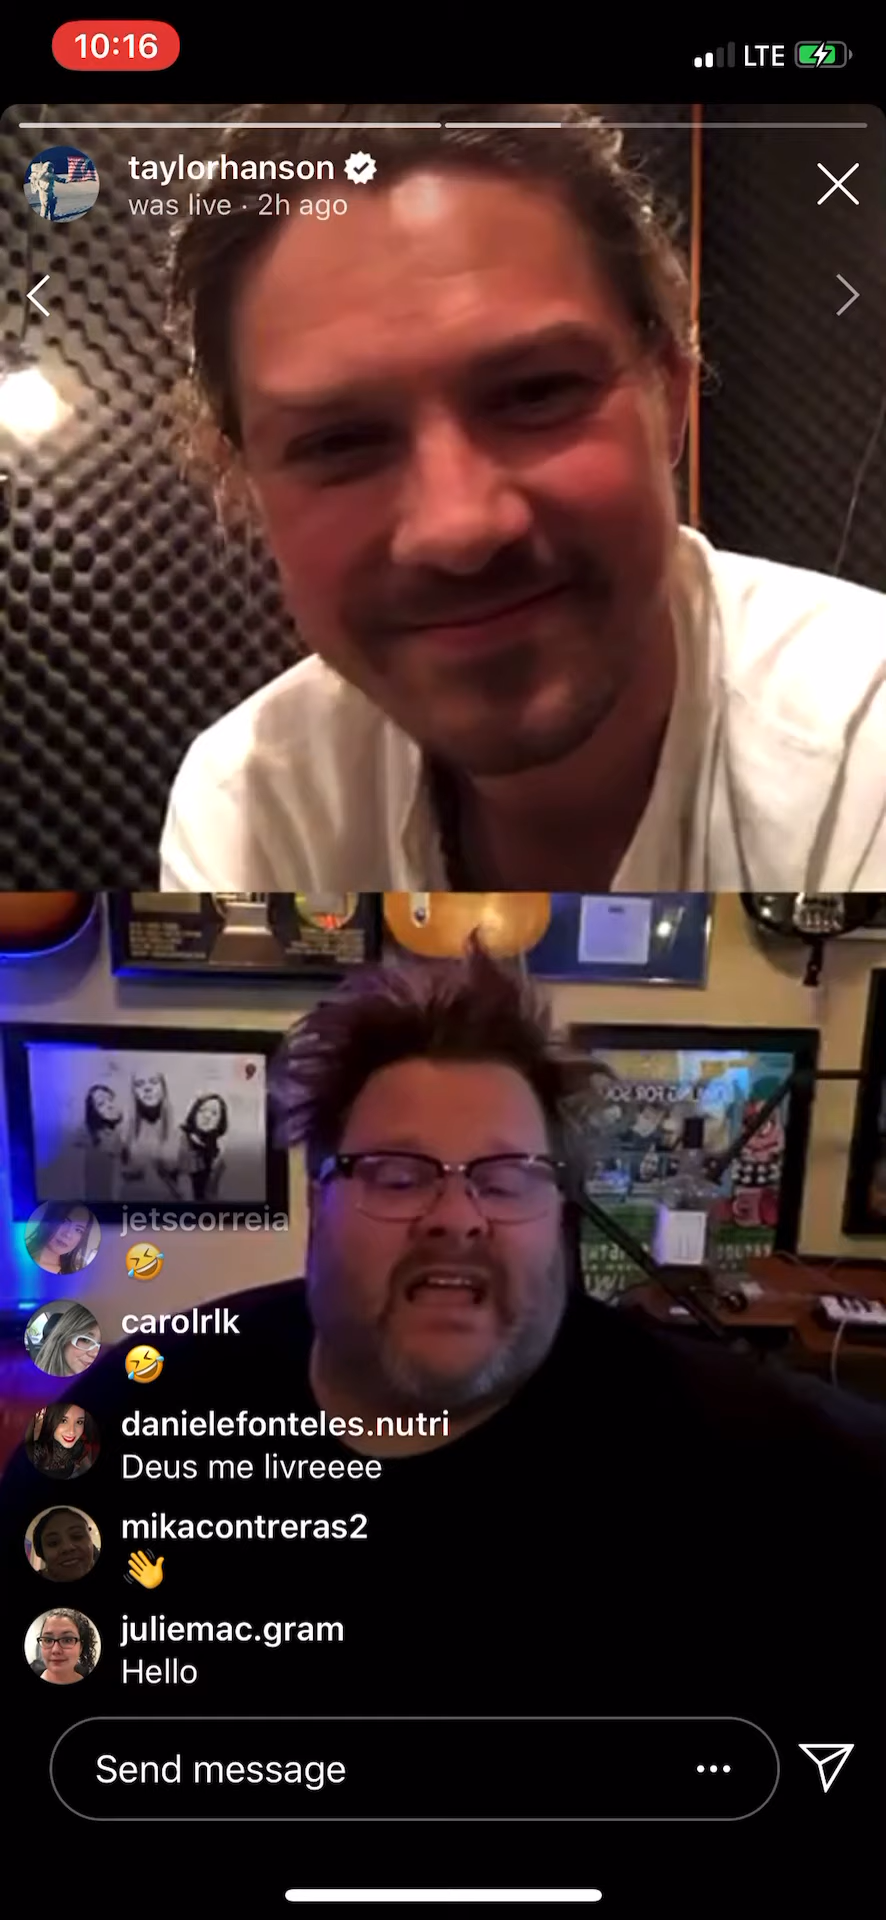 10:16
LTE
taylorhanson
was live · 2h ago
jetscorreia
🤣
carolrlk
🤣
danielefonteles.nutri
Deus me livreeee
mikacontreras2
👋
juliemac.gram
Hello
Send message